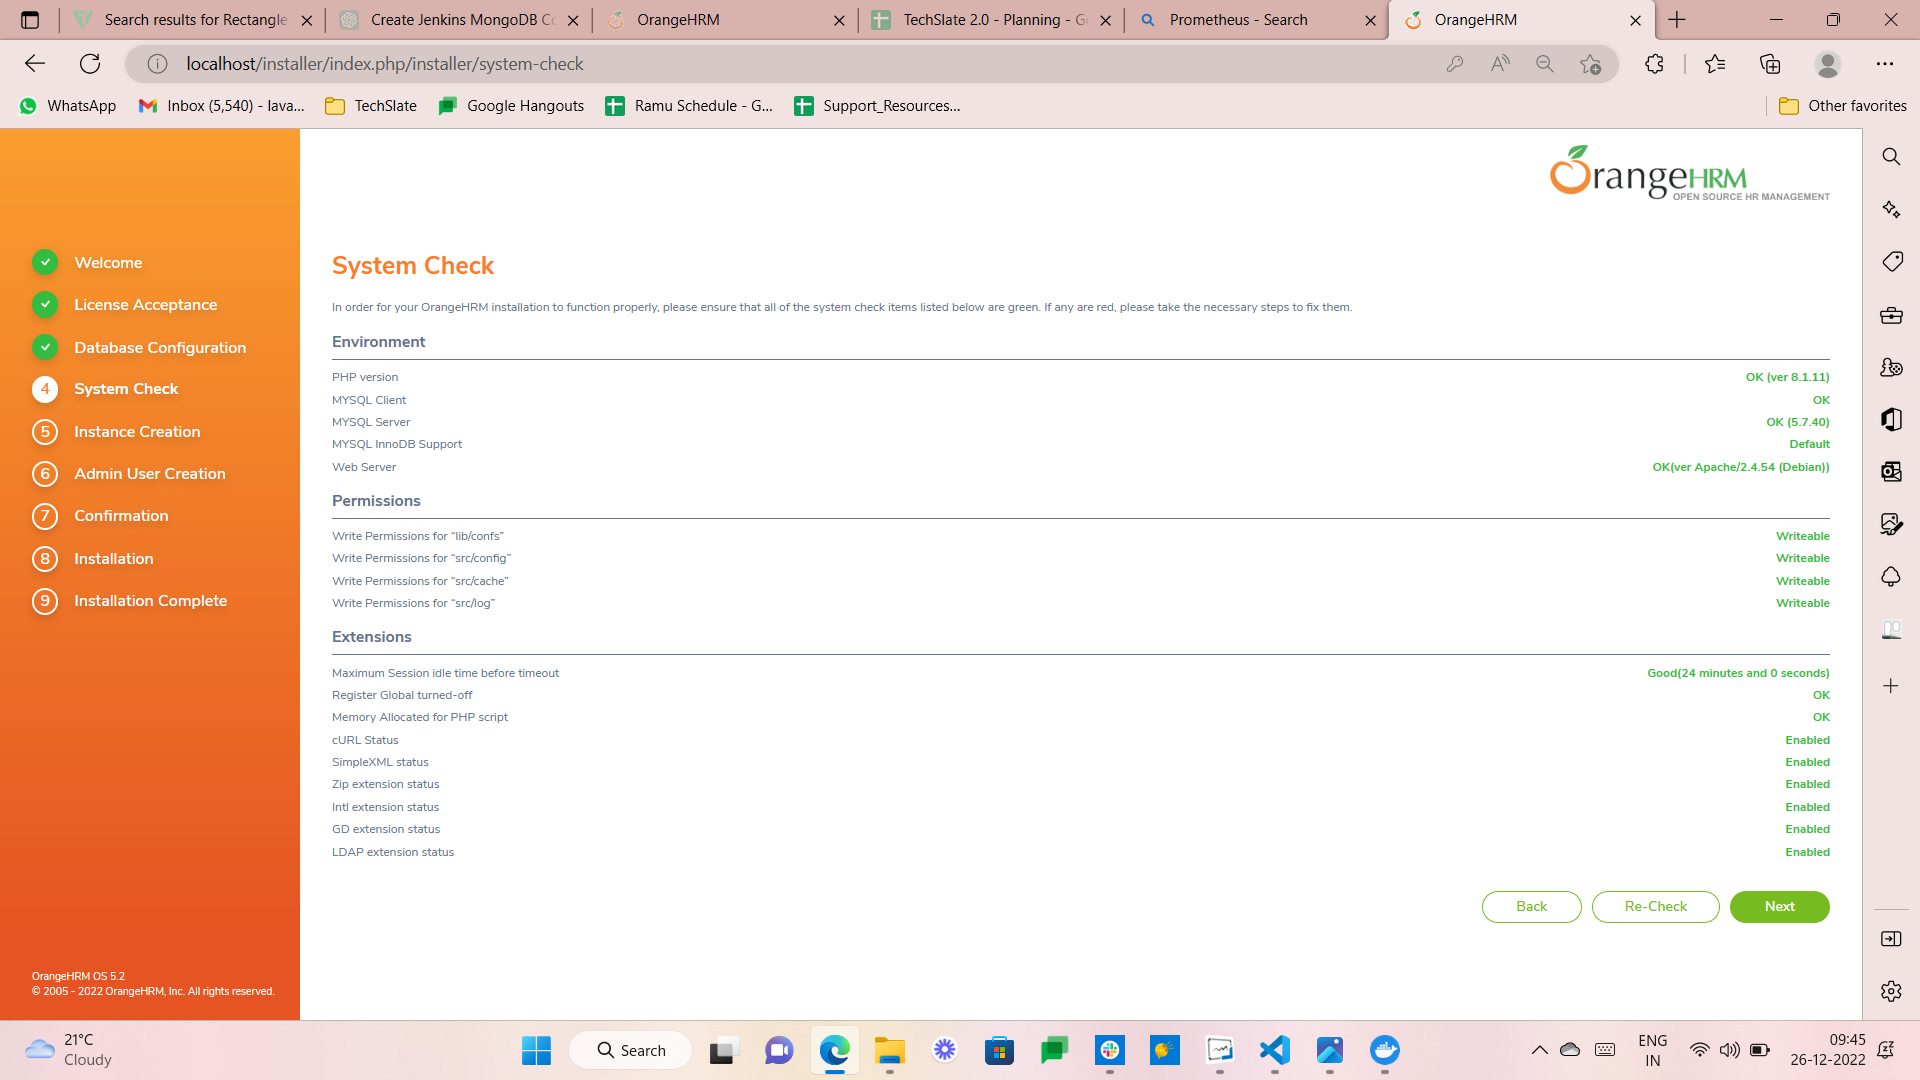 Search results for Rectangle
Create Jenkins MongoDB Co
OrangeHRM
TechSlate 2.0 - Planning - Go
Prometheus - Search
OrangeHRM
localhost/installer/index.php/installer/system-check
WhatsApp
Inbox (5,540) - lava...
TechSlate
Google Hangouts
Ramu Schedule - G...
Support_Resources...
Other favorites
OrangeHRM
OPEN SOURCE HR MANAGEMENT
Welcome
License Acceptance
Database Configuration
4 System Check
5 Instance Creation
6 Admin User Creation
7 Confirmation
8 Installation
9 Installation Complete
OrangeHRM OS 5.2
© 2005 - 2022 OrangeHRM, Inc. All rights reserved.
System Check
In order for your OrangeHRM installation to function properly, please ensure that all of the system check items listed below are green. If any are red, please take the necessary steps to fix them.
Environment
PHP version OK (ver 8.1.11)
MYSQL Client OK
MYSQL Server OK (5.7.40)
MYSQL InnoDB Support Default
Web Server OK(ver Apache/2.4.54 (Debian))
Permissions
Write Permissions for “lib/confs” Writeable
Write Permissions for “src/config” Writeable
Write Permissions for “src/cache” Writeable
Write Permissions for “src/log” Writeable
Extensions
Maximum Session idle time before timeout Good(24 minutes and 0 seconds)
Register Global turned-off OK
Memory Allocated for PHP script OK
cURL Status Enabled
SimpleXML status Enabled
Zip extension status Enabled
Intl extension status Enabled
GD extension status Enabled
LDAP extension status Enabled
Back
Re-Check
Next
21°C
Cloudy
Search
ENG
IN
09:45
26-12-2022